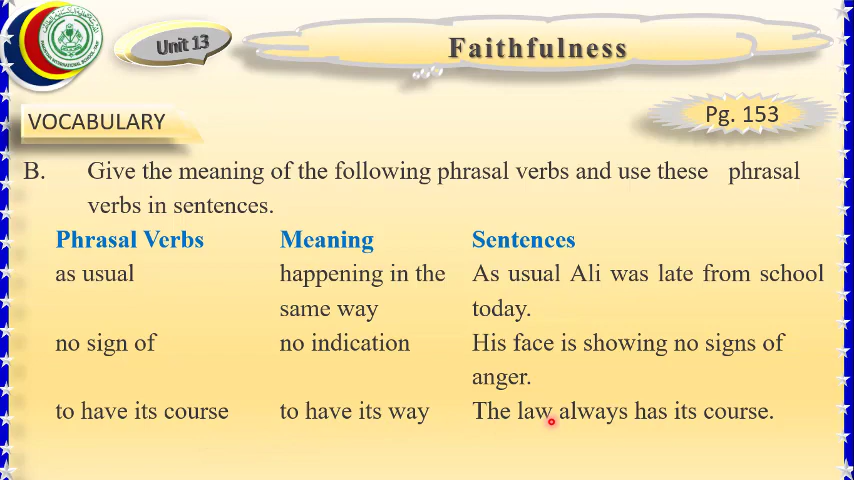 Unit 13
Faithfulness
VOCABULARY
Pg. 153
B. Give the meaning of the following phrasal verbs and use these phrasal
verbs in sentences.
Phrasal Verbs Meaning Sentences
as usual happening in the As usual Ali was late from school
same way today.
no sign of no indication His face is showing no signs of
anger.
to have its course to have its way The law always has its course.